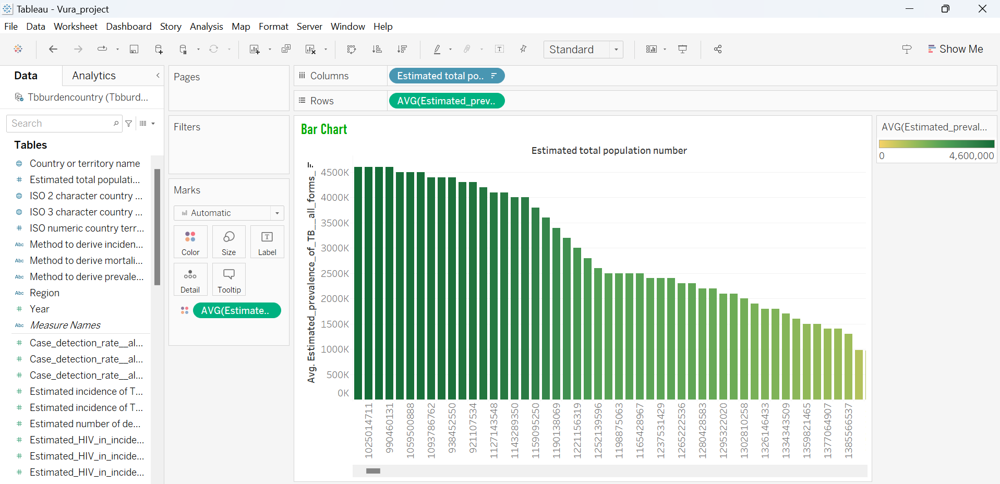 Tableau - Vura_project
File Data Worksheet Dashboard Story Analysis Map Format Server Window Help
Standard
Show Me
Data
Analytics
Tbburdencountry (Tbburd...
Search
Tables
Country or territory name
Estimated total populati...
ISO 2 character country ...
ISO 3 character country ...
ISO numeric country terr...
Abc Method to derive inciden...
Abc Method to derive mortali...
Abc Method to derive prevale...
Abc Region
Year
Abc Measure Names
Case_detection_rate__al...
Case_detection_rate__al...
Case_detection_rate__al...
Estimated incidence of T...
Estimated incidence of T...
Estimated number of de...
Estimated_HIV_in_incide...
Estimated_HIV_in_incide...
Estimated_HIV_in_incide...
Pages
Filters
Marks
Automatic
Color
Size
T
Label
Detail
Tooltip
AVG(Estimate..
Columns
Estimated total po..
Rows
AVG(Estimated_prev..
Bar Chart
Estimated total population number
Avg. Estimated_prevalence_of_TB__all_forms_
4500K
4000K
3500K
3000K
2500K
2000K
1500K
1000K
500K
0K
1025014711
990460131
1059500888
1093786762
938452550
921107534
1127143548
1143289350
1159095250
1190138069
1221156319
1252139596
1198875063
1165428967
1237531429
1265222536
1280428583
1295322020
1302810258
1326146433
1334343509
1359821465
1377064907
1385566537
AVG(Estimated_preval...
0
4,600,000